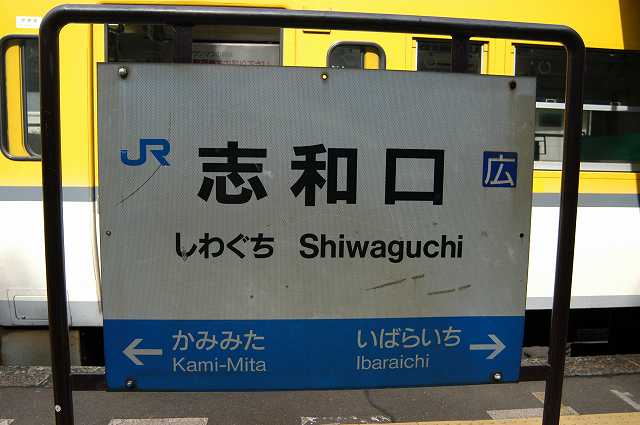 JR 志和口 広
しわぐち Shiwaguchi
← かみみた いばらいち →
Kami-Mita Ibaraichi